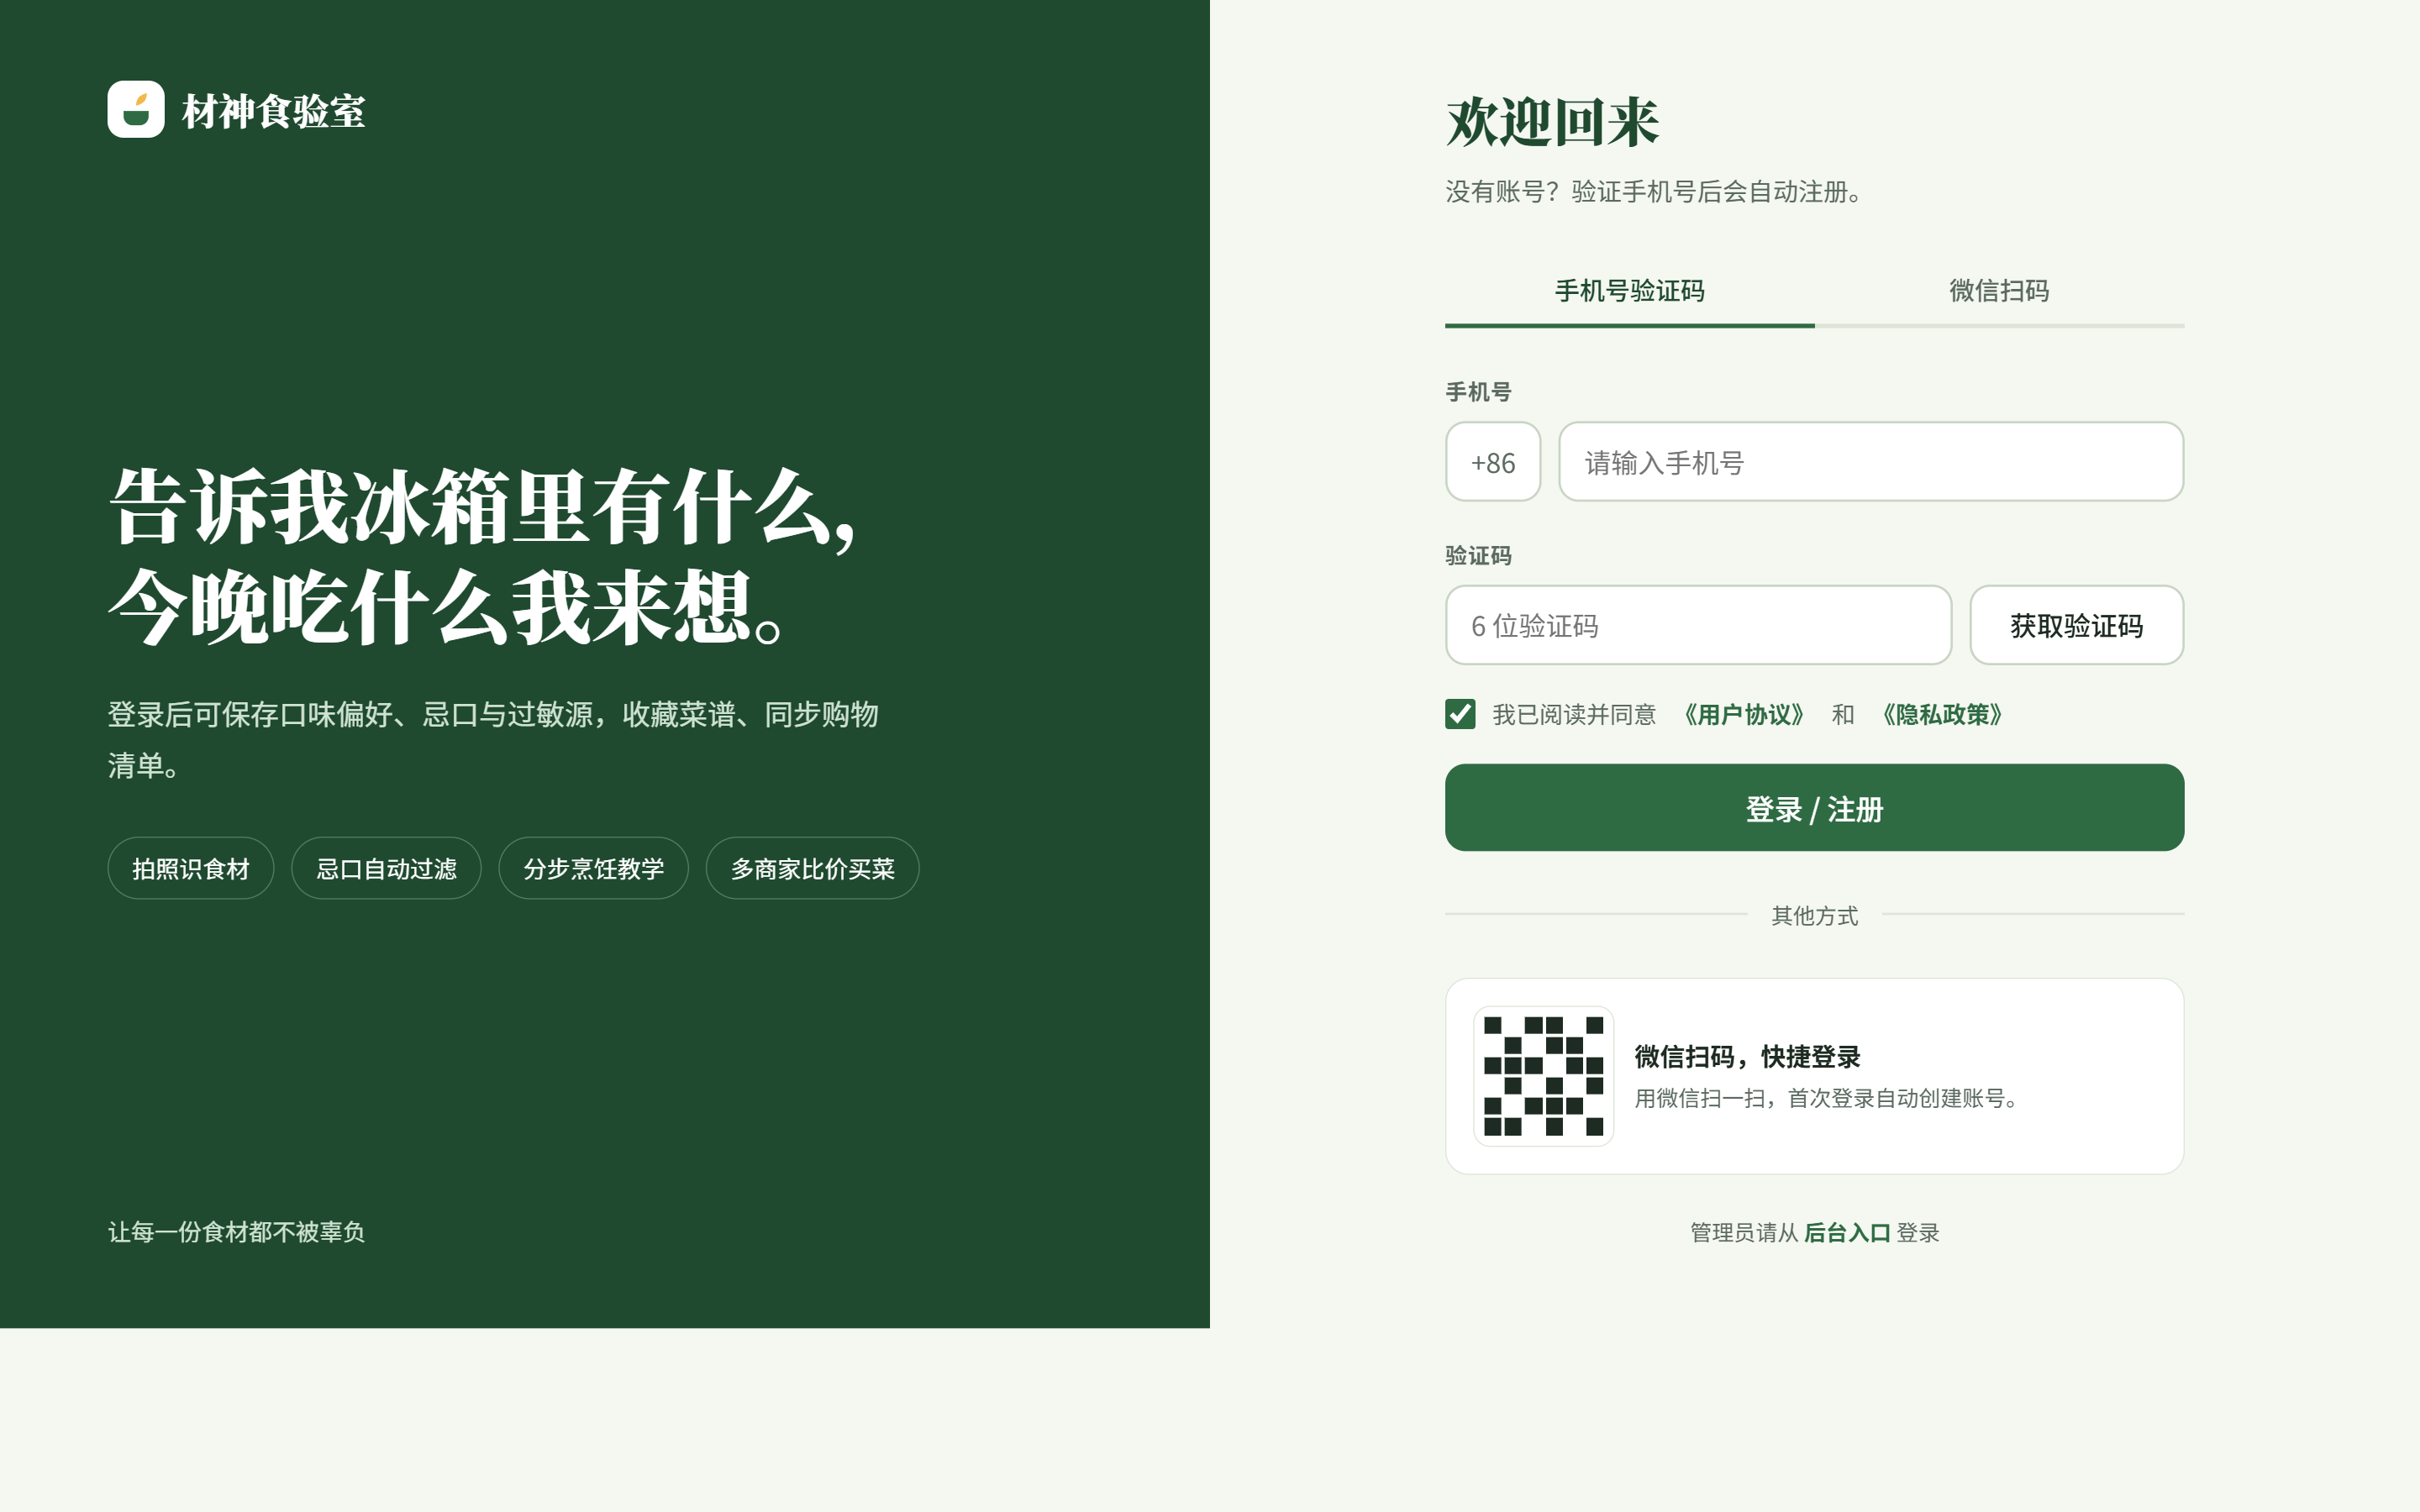 材神食验室
告诉我冰箱里有什么，
今晚吃什么我来想。
登录后可保存口味偏好、忌口与过敏源，收藏菜谱、同步购物
清单。
拍照识食材
忌口自动过滤
分步烹饪教学
多商家比价买菜
让每一份食材都不被辜负
欢迎回来
没有账号？验证手机号后会自动注册。
手机号验证码
微信扫码
手机号
+86
请输入手机号
验证码
6 位验证码
获取验证码
我已阅读并同意 《用户协议》 和 《隐私政策》
登录 / 注册
其他方式
微信扫码，快捷登录
用微信扫一扫，首次登录自动创建账号。
管理员请从 后台入口 登录